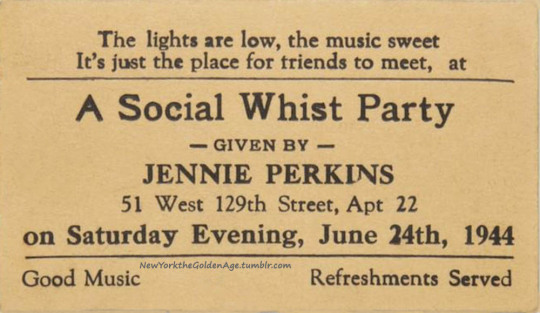 The lights are low, the music sweet
It's just the place for friends to meet, at
A Social Whist Party
— GIVEN BY —
JENNIE PERKINS
51 West 129th Street, Apt 22
on Saturday Evening, June 24th, 1944
NewYorktheGoldenAge.tumblr.com
Good Music Refreshments Served